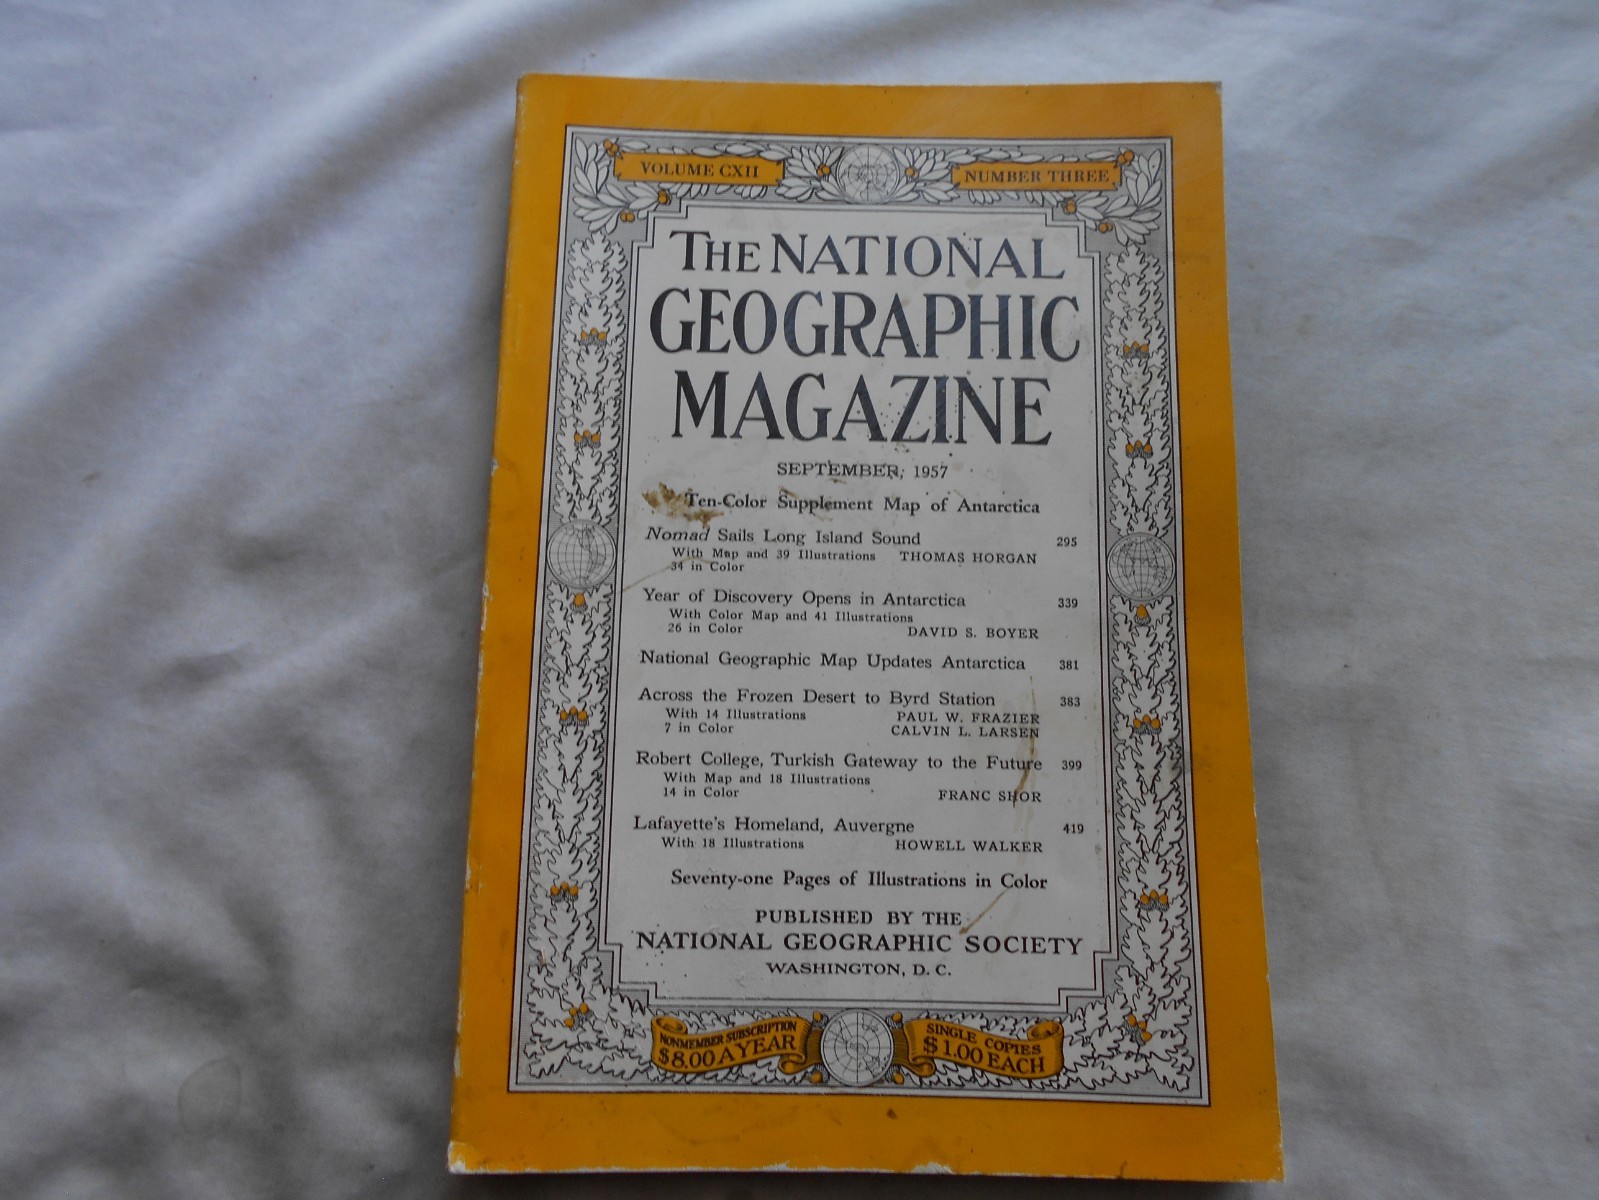 VOLUME CXII
NUMBER THREE
THE NATIONAL
GEOGRAPHIC
MAGAZINE
SEPTEMBER, 1957
Ten-Color Supplement Map of Antarctica
Nomad Sails Long Island Sound 295
With Map and 39 Illustrations THOMAS HORGAN
34 in Color
Year of Discovery Opens in Antarctica 339
With Color Map and 41 Illustrations
26 in Color DAVID S. BOYER
National Geographic Map Updates Antarctica 381
Across the Frozen Desert to Byrd Station 383
With 14 Illustrations PAUL W. FRAZIER
7 in Color CALVIN L. LARSEN
Robert College, Turkish Gateway to the Future 399
With Map and 18 Illustrations
14 in Color FRANC SHOR
Lafayette's Homeland, Auvergne 419
With 18 Illustrations HOWELL WALKER
Seventy-one Pages of Illustrations in Color
PUBLISHED BY THE
NATIONAL GEOGRAPHIC SOCIETY
WASHINGTON, D. C.
NONMEMBER SUBSCRIPTION
$8.00 A YEAR
SINGLE COPIES
$1.00 EACH